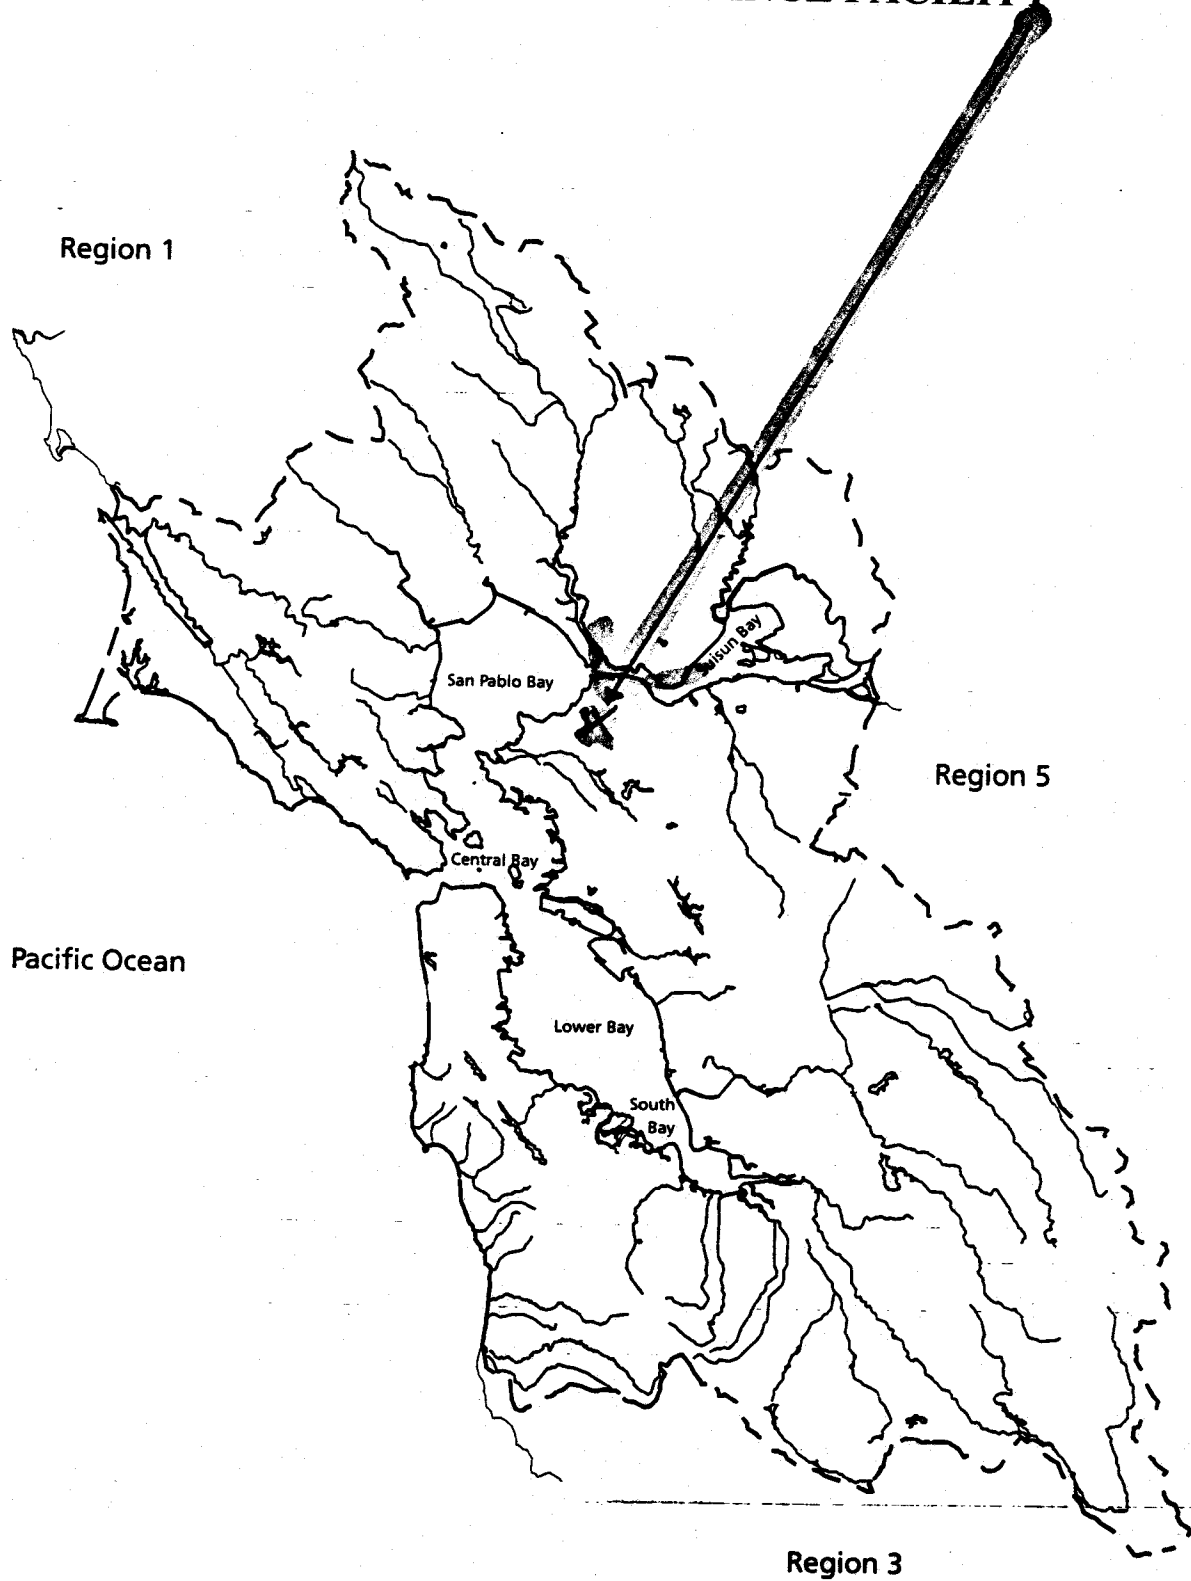 FACILITY
Region 1
Suisun Bay
San Pablo Bay
Region 5
Central Bay
Pacific Ocean
Lower Bay
South
Bay
Region 3